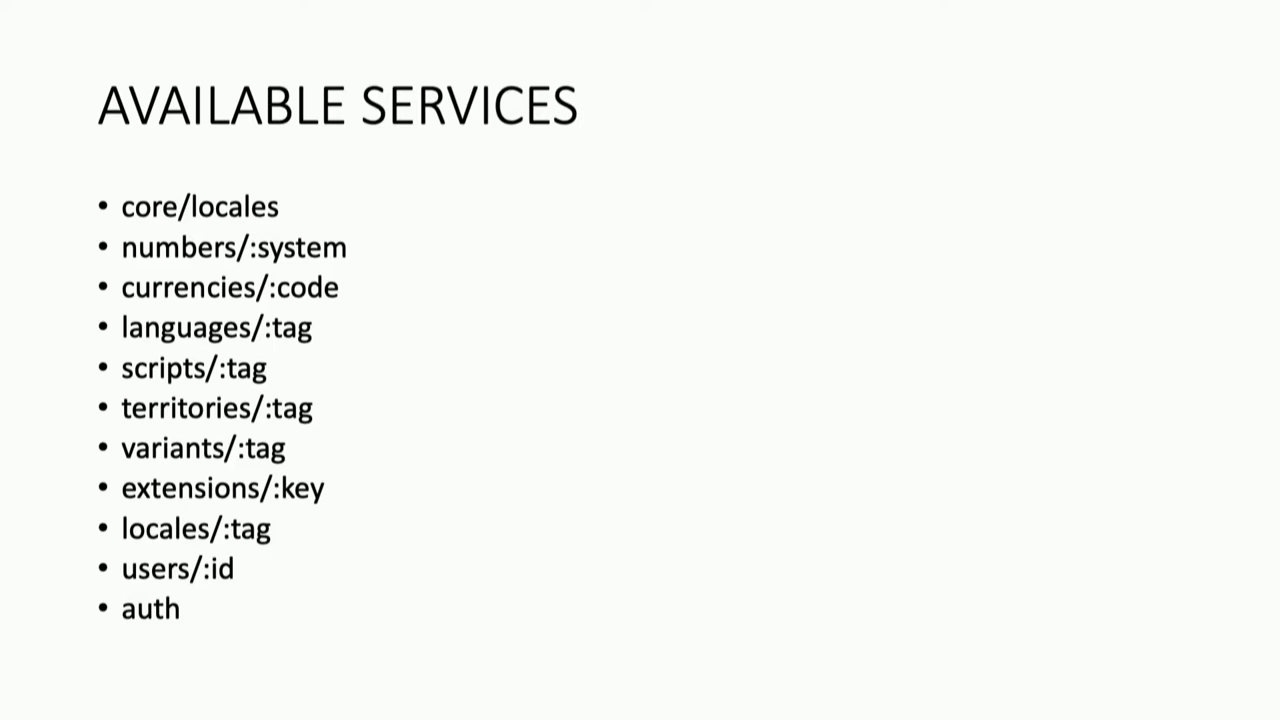 AVAILABLE SERVICES
• core/locales
• numbers/:system
• currencies/:code
• languages/:tag
• scripts/:tag
• territories/:tag
• variants/:tag
• extensions/:key
• locales/:tag
• users/:id
• auth